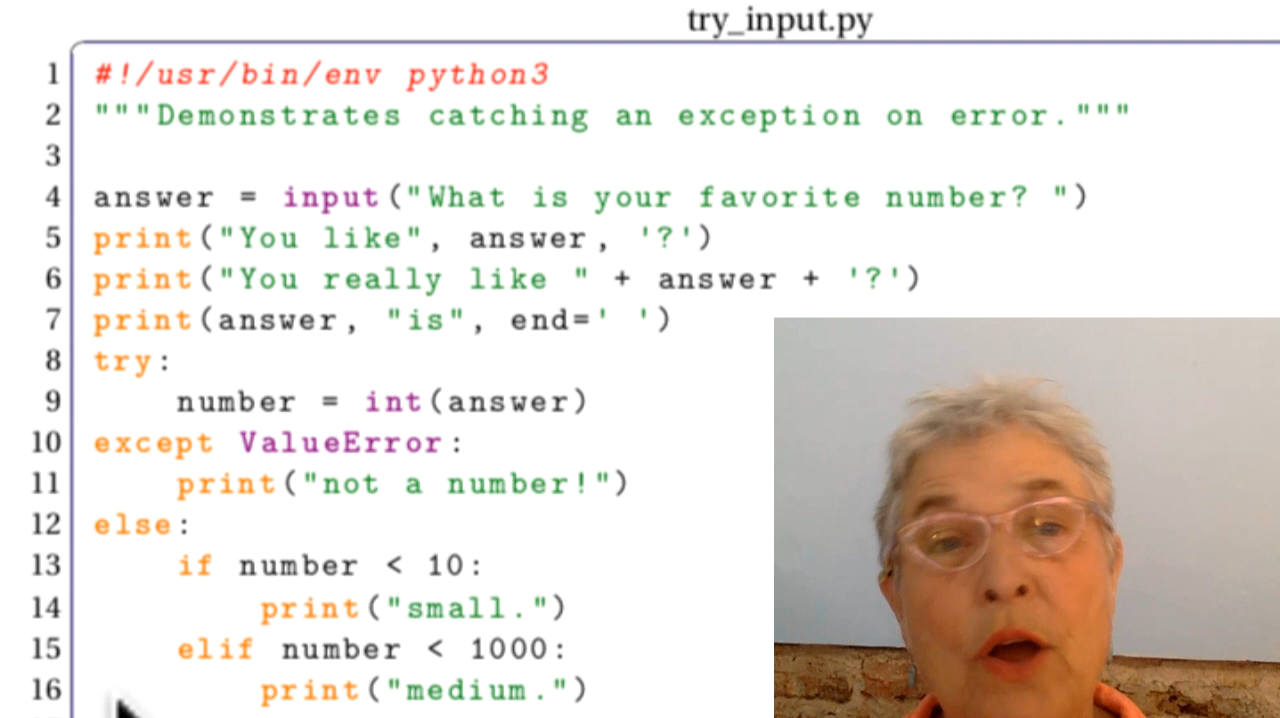 try_input.py
1 #!/usr/bin/env python3
2 """Demonstrates catching an exception on error."""
3
4 answer = input("What is your favorite number? ")
5 print("You like", answer, '?')
6 print("You really like " + answer + '?')
7 print(answer, "is", end=' ')
8 try:
9     number = int(answer)
10 except ValueError:
11     print("not a number!")
12 else:
13     if number < 10:
14         print("small.")
15     elif number < 1000:
16         print("medium.")